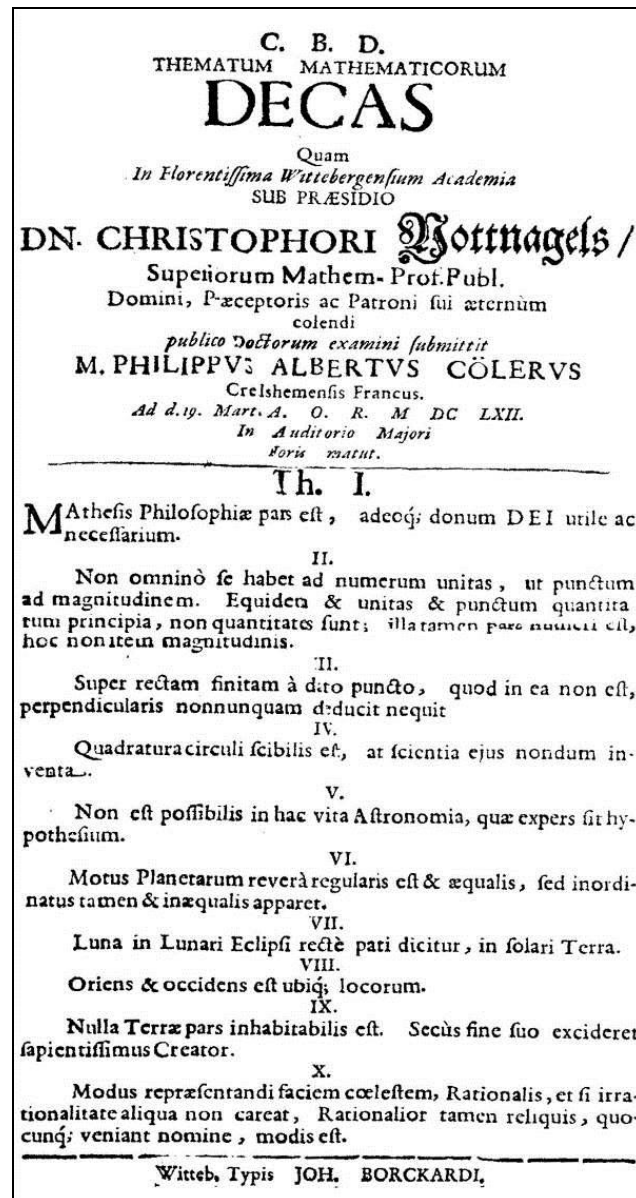 C. B. D.
THEMATUM MATHEMATICORUM
DECAS
Quam
In Florentiſſima Wittebergenſium Academia
SUB PRÆSIDIO
DN. CHRISTOPHORI Nottnagels /
Superiorum Mathem. Prof. Publ.
Domini, Præceptoris ac Patroni ſui æternùm
colendi
publico Doctorum examini ſubmittit
M. PHILIPPVS ALBERTVS CÖLERVS
Crelshemenſis Francus.
Ad d. 19. Mart. A. O. R. M DC LXII.
In Auditorio Majori
horis matut.
Th. I.
MAtheſis Philoſophiæ pars eſt, adeoq́; donum DEI utile ac
neceſſarium.
II.
Non omninò ſe habet ad numerum unitas, ut punctum
ad magnitudinem. Equidem & unitas & punctum quantita
tum principia, non quantitates ſunt; illa tamen pars numeri eſt,
hoc non item magnitudinis.
III.
Super rectam finitam à dato puncto, quod in ea non eſt,
perpendicularis nonnunquam deducit nequit
IV.
Quadratura circuli ſcibilis eſt, at ſcientia ejus nondum in-
venta.
V.
Non eſt poſſibilis in hac vita Aſtronomia, quæ expers ſit hy-
potheſium.
VI.
Motus Planetarum reverà regularis eſt & æqualis, ſed inordi-
natus tamen & inæqualis apparet.
VII.
Luna in Lunari Eclipſi rectè pati dicitur, in ſolari Terra.
VIII.
Oriens & occidens eſt ubiq́; locorum.
IX.
Nulla Terræ pars inhabitabilis eſt. Secùs fine ſuo excideret
ſapientiſſimus Creator.
X.
Modus repræſentandi faciem cœleſtem, Rationalis, et ſi irra-
tionalitate aliqua non careat, Rationalior tamen reliquis, quo-
cunq́; veniant nomine, modis eſt.
Witteb. Typis JOH. BORCKARDI.